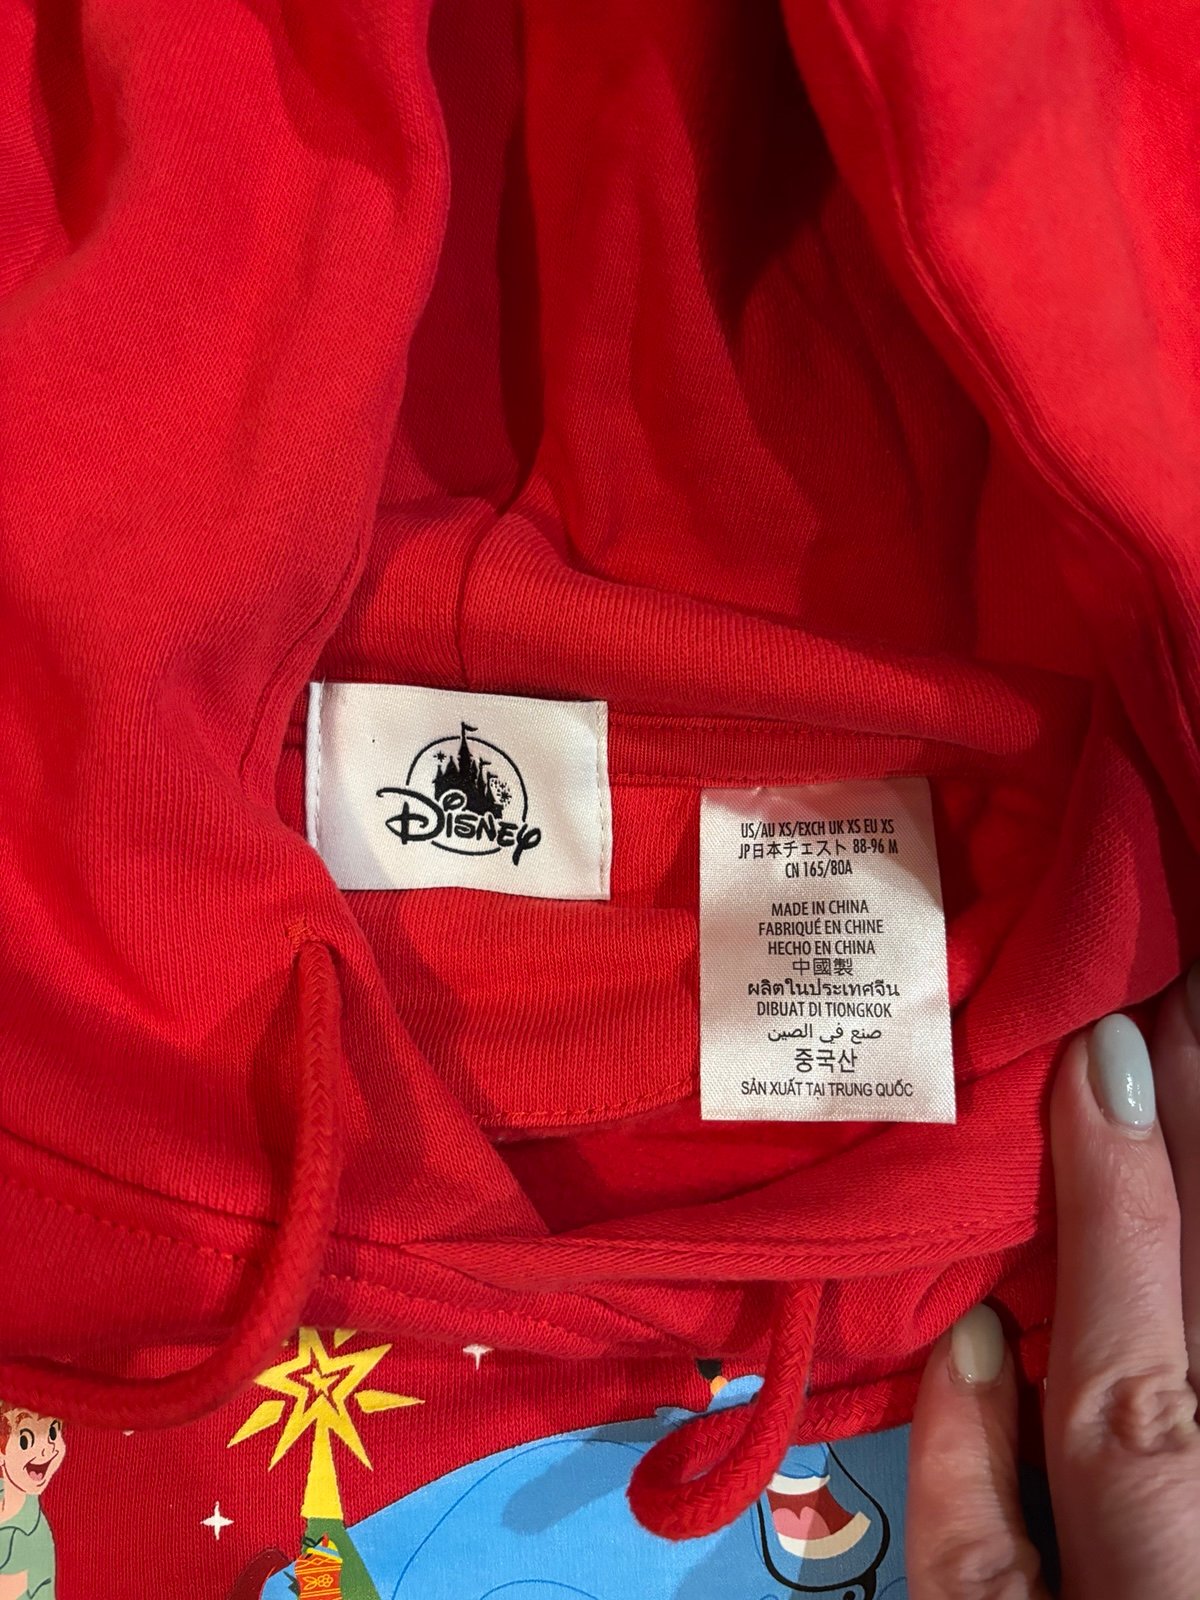 Disney
US/AU XS/EXCH UK XS EU XS
JP日本チェスト 88-96 M
CN 165/80A
MADE IN CHINA
FABRIQUÉ EN CHINE
HECHO EN CHINA
中國製
ผลิตในประเทศจีน
DIBUAT DI TIONGKOK
صنع في الصين
중국산
SẢN XUẤT TẠI TRUNG QUỐC